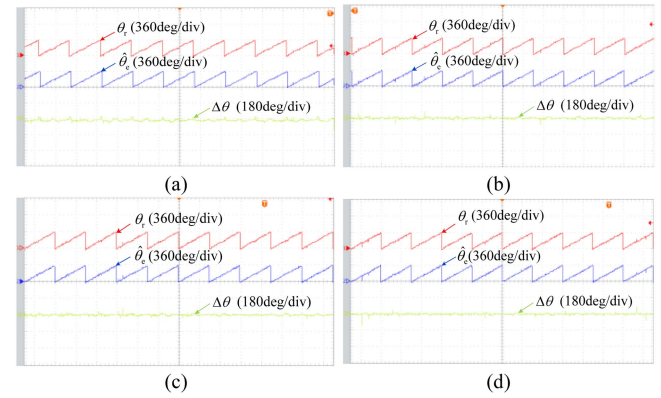 θr (360deg/div)
θ̂e (360deg/div)
Δθ (180deg/div)
(a)
θr (360deg/div)
θ̂e (360deg/div)
Δθ (180deg/div)
(b)
θr (360deg/div)
θ̂e (360deg/div)
Δθ (180deg/div)
(c)
θr (360deg/div)
θ̂e (360deg/div)
Δθ (180deg/div)
(d)